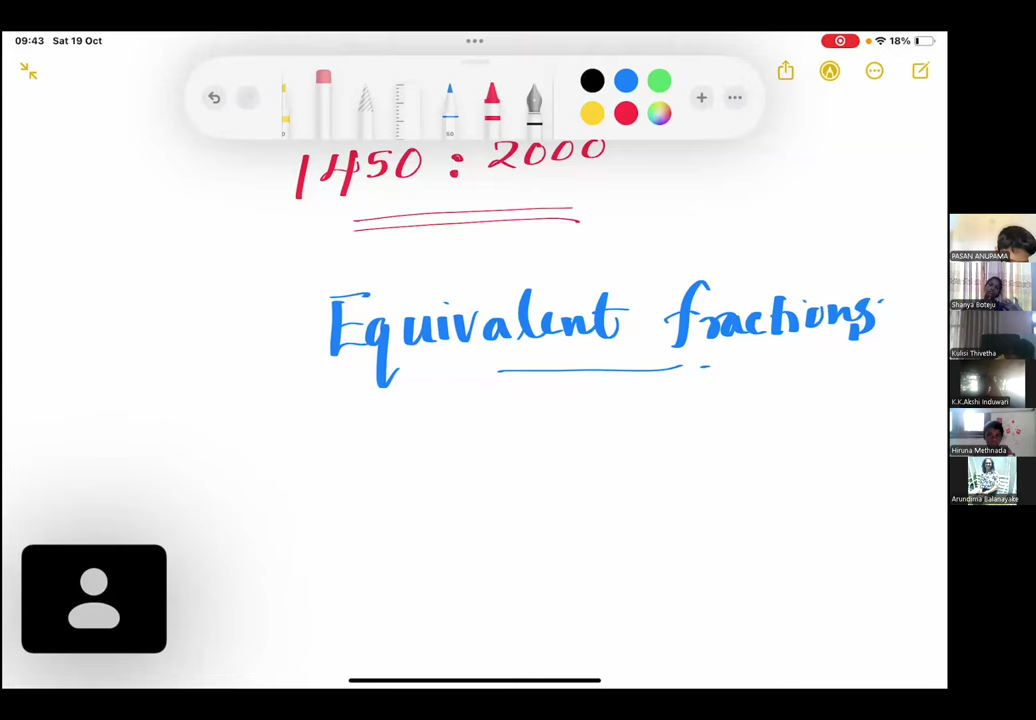 09:43 Sat 19 Oct
18%
50
1450 : 2000
Equivalent fractions
PASAN ANUPAMA
Shanya Boteju
Kulisi Thivetha
K.K.Akshi Induwari
Hiruna Methnada
Arundima Balanayake